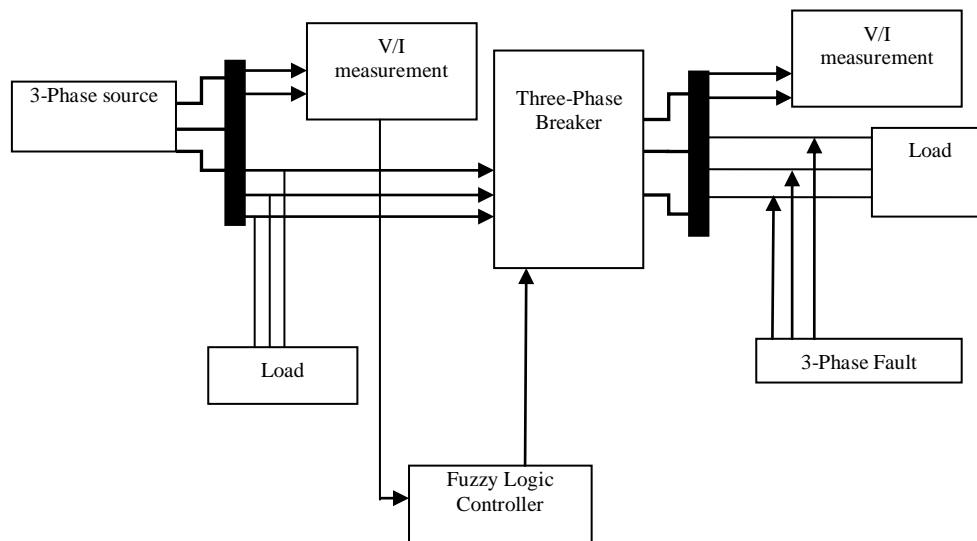 V/I
measurement
V/I
measurement
3-Phase source
Three-Phase
Breaker
Load
Load
3-Phase Fault
Fuzzy Logic
Controller